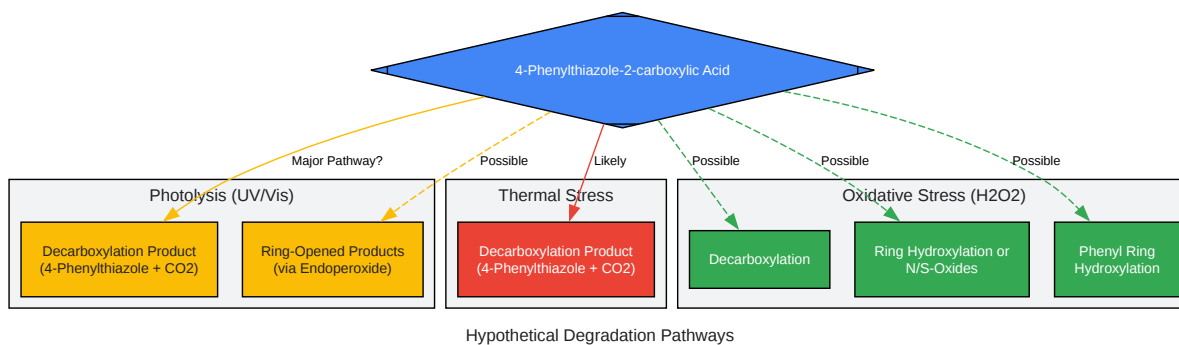 4-Phenylthiazole-2-carboxylic Acid
Major Pathway?
Possible
Likely
Possible
Possible
Possible
Photolysis (UV/Vis)
Thermal Stress
Oxidative Stress (H2O2)
Decarboxylation Product
(4-Phenylthiazole + CO2)
Ring-Opened Products
(via Endoperoxide)
Decarboxylation Product
(4-Phenylthiazole + CO2)
Decarboxylation
Ring Hydroxylation or
N/S-Oxides
Phenyl Ring
Hydroxylation
Hypothetical Degradation Pathways